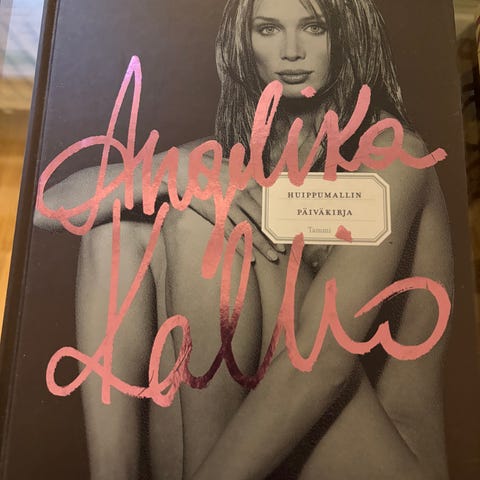 Angelika
HUIPPUMALLIN
PÄIVÄKIRJA
Tammi
Kallio